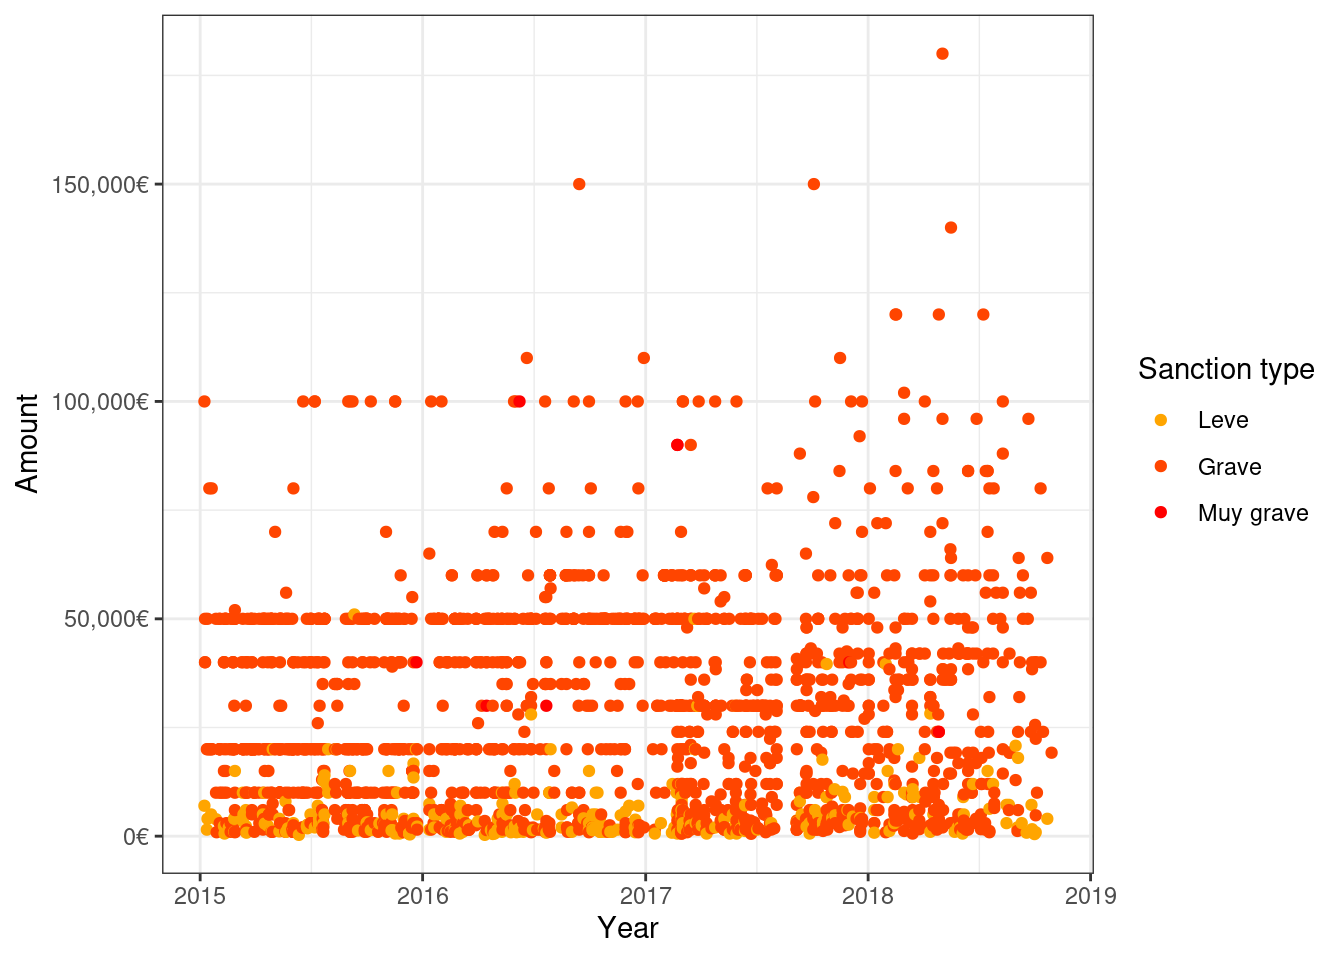 150,000€
100,000€
50,000€
0€
Amount
2015 2016 2017 2018 2019
Year
Sanction type
Leve
Grave
Muy grave